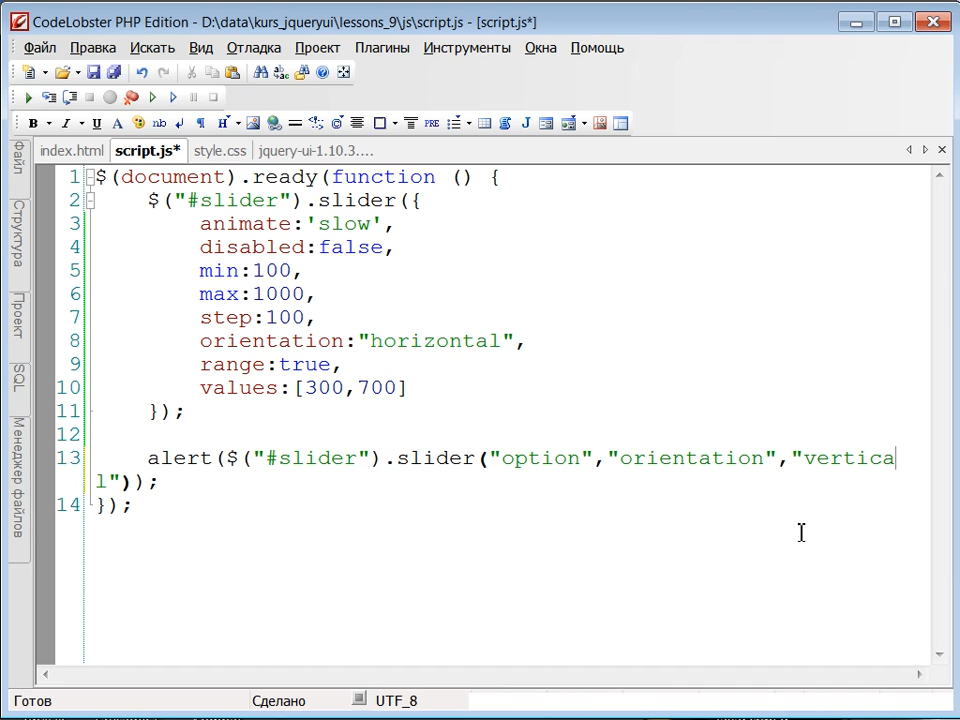 CodeLobster PHP Edition - D:\data\kurs_jqueryui\lessons_9\js\script.js - [script.js*]
Файл Правка Искать Вид Отладка Проект Плагины Инструменты Окна Помощь
B I U A nb H PRE J
index.html script.js* style.css jquery-ui-1.10.3....
Файл
Структура
Проект
SQL
Менеджер файлов
1 $(document).ready(function () {
2 $("#slider").slider({
3 animate:'slow',
4 disabled:false,
5 min:100,
6 max:1000,
7 step:100,
8 orientation:"horizontal",
9 range:true,
10 values:[300,700]
11 });
12
13 alert($("#slider").slider("option","orientation","vertica
l"));
14 });
Готов Сделано UTF_8